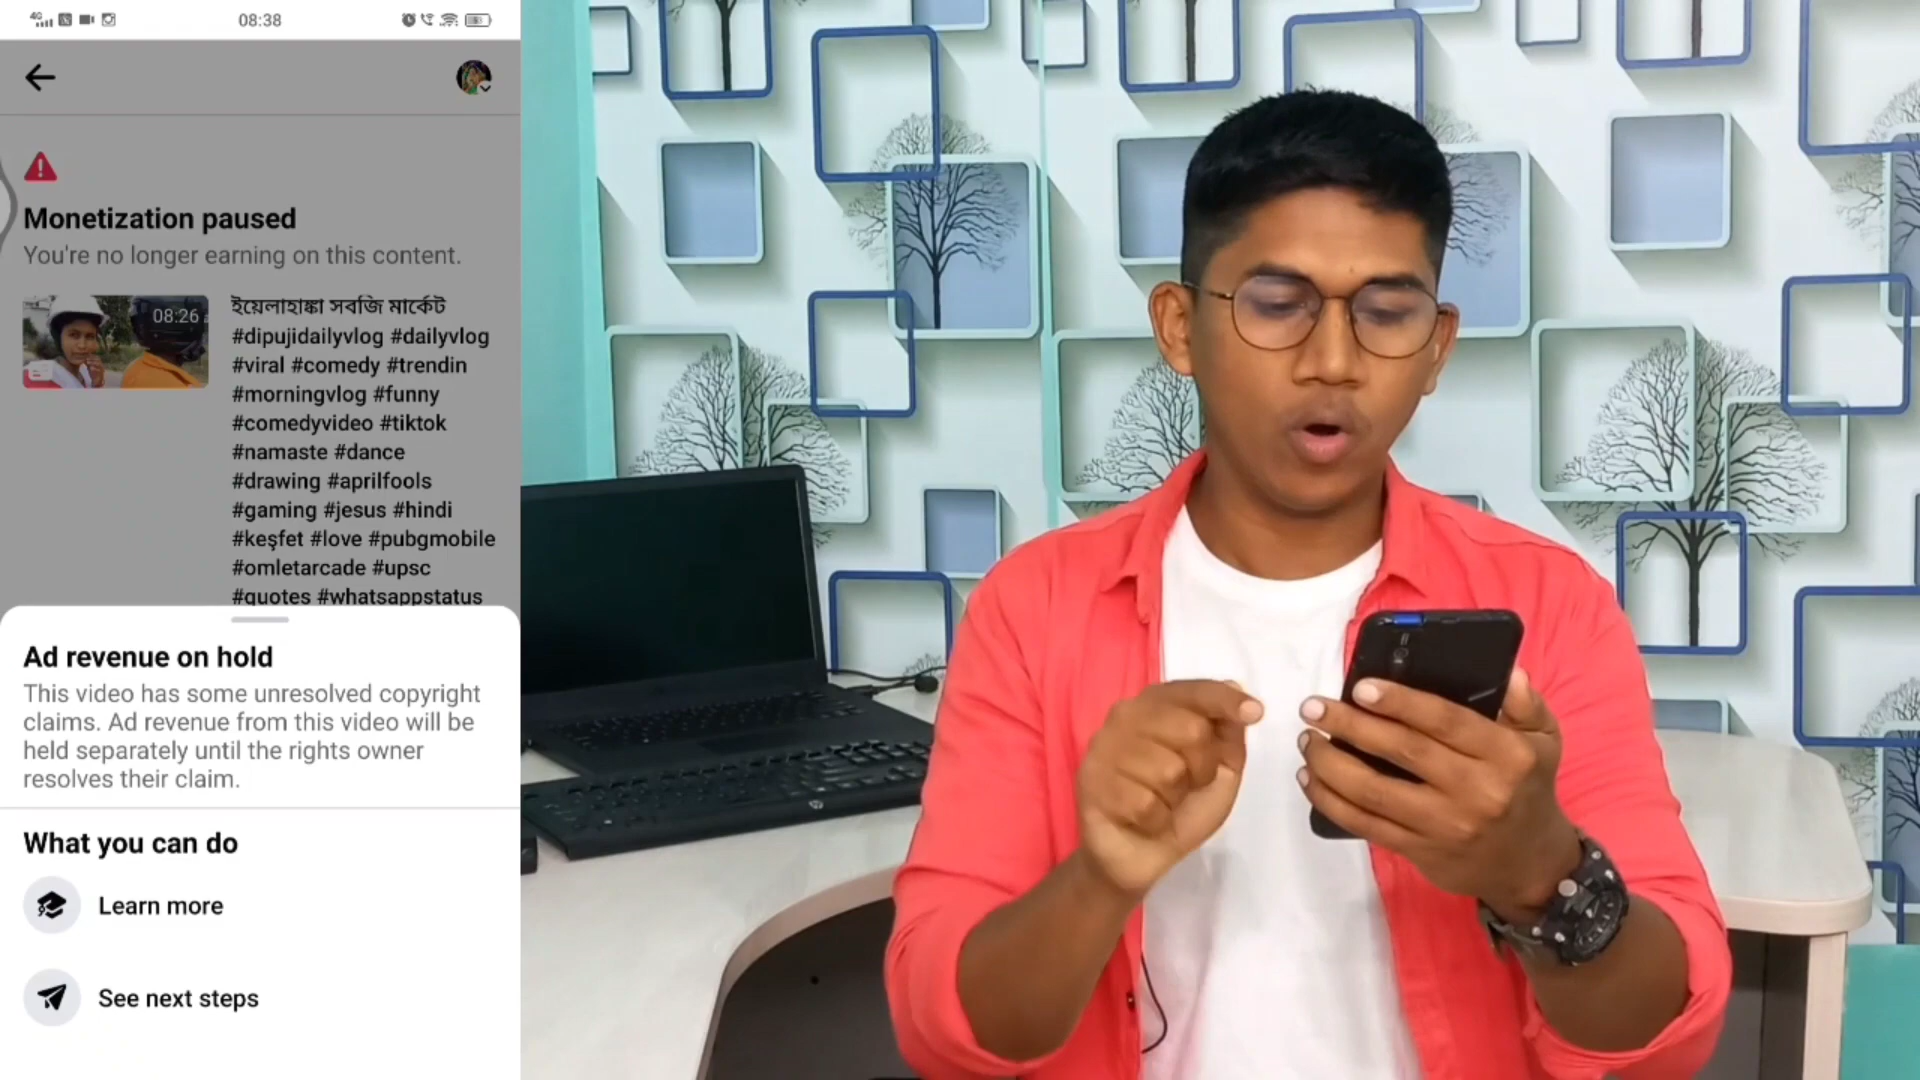 4G
08:38
Monetization paused
You're no longer earning on this content.
08:26
ইয়েলাহাঙ্কা সবজি মার্কেট
#dipujidailyvlog #dailyvlog
#viral #comedy #trendin
#morningvlog #funny
#comedyvideo #tiktok
#namaste #dance
#drawing #aprilfools
#gaming #jesus #hindi
#keşfet #love #pubgmobile
#omletarcade #upsc
#quotes #whatsappstatus
Ad revenue on hold
This video has some unresolved copyright
claims. Ad revenue from this video will be
held separately until the rights owner
resolves their claim.
What you can do
Learn more
See next steps